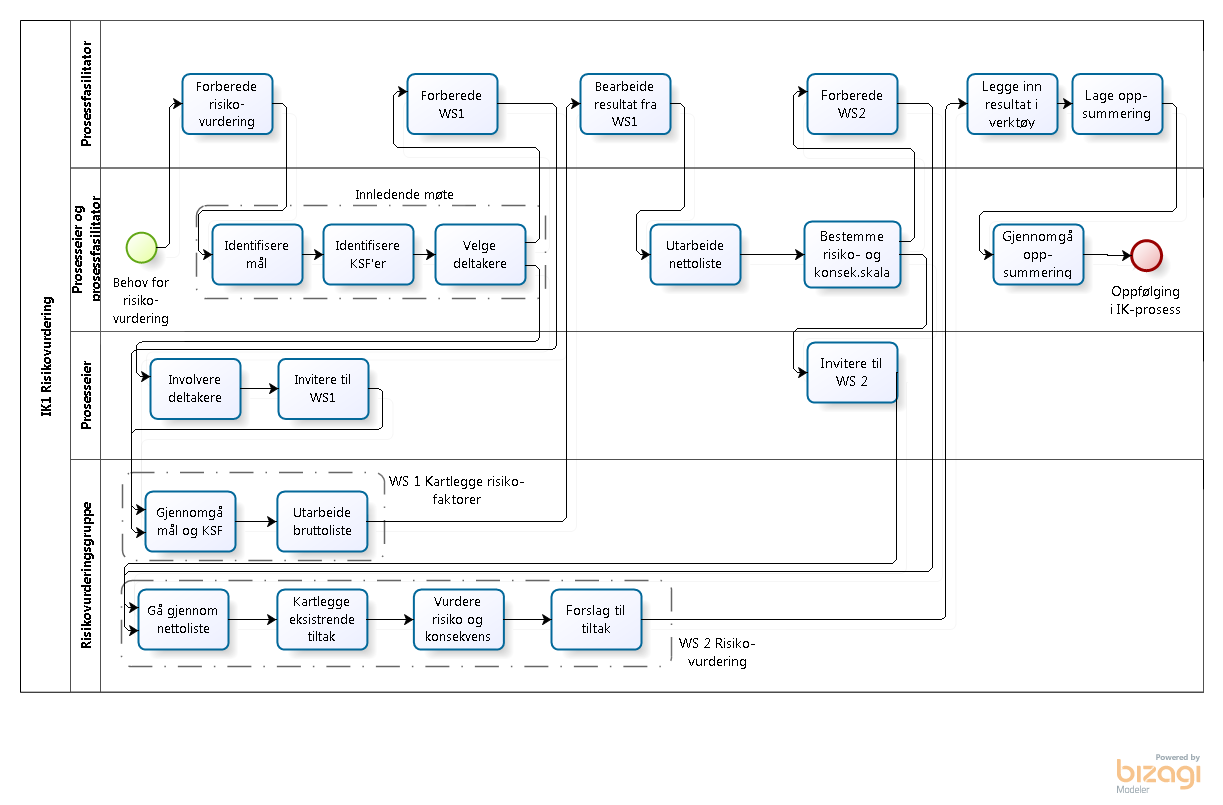 IK1 Risikovurdering
Prosessfasilitator
Forberede
risiko-
vurdering
Forberede
WS1
Bearbeide
resultat fra
WS1
Forberede
WS2
Legge inn
resultat i
verktøy
Lage opp-
summering
Prosesseier og
prosessfasilitator
Behov for
risiko-
vurdering
Innledende møte
Identifisere
mål
Identifisere
KSF'er
Velge
deltakere
Utarbeide
nettoliste
Bestemme
risiko- og
konsek.skala
Gjennomgå
opp-
summering
Oppfølging
i IK-prosess
Prosesseier
Involvere
deltakere
Invitere til
WS1
Invitere til
WS 2
Risikovurderingsgruppe
Gjennomgå
mål og KSF
Utarbeide
bruttoliste
WS 1 Kartlegge risiko-
faktorer
Gå gjennom
nettoliste
Kartlegge
eksistrende
tiltak
Vurdere
risiko og
konsekvens
Forslag til
tiltak
WS 2 Risiko-
vurdering
Powered by
bizagi
Modeler